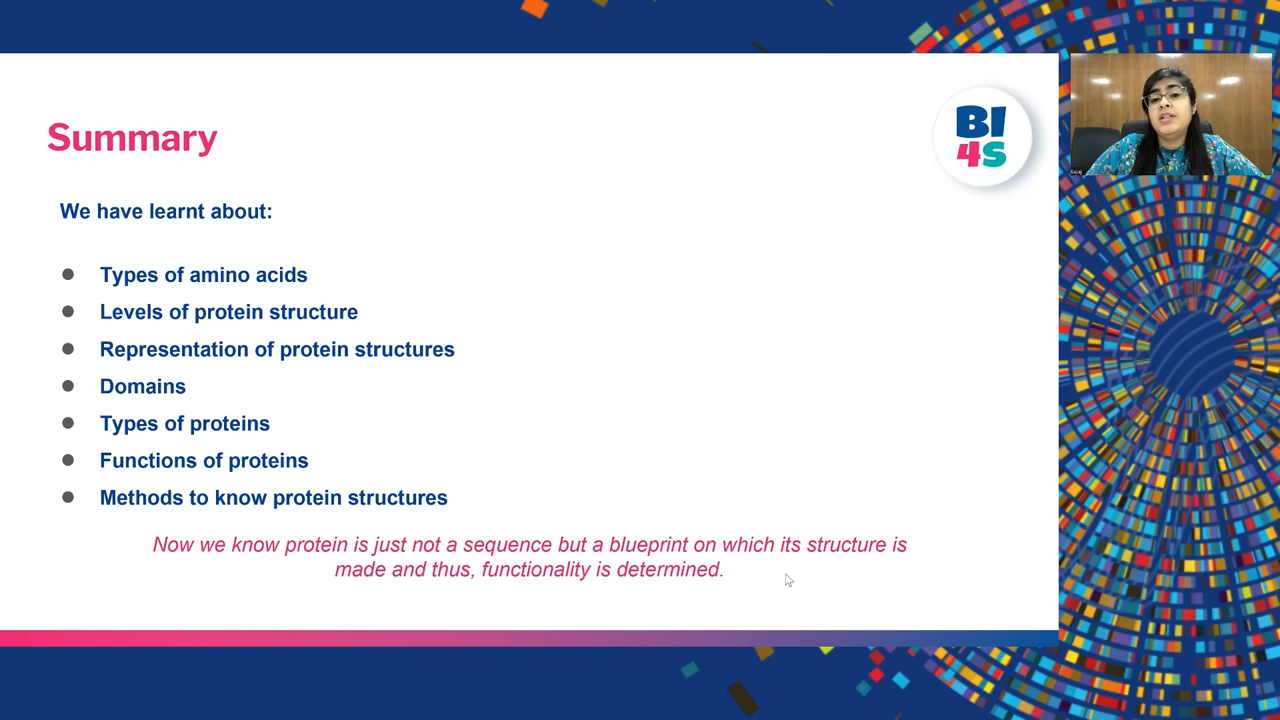 Summary
BI
4S
We have learnt about:
Types of amino acids
Levels of protein structure
Representation of protein structures
Domains
Types of proteins
Functions of proteins
Methods to know protein structures
Now we know protein is just not a sequence but a blueprint on which its structure is
made and thus, functionality is determined.